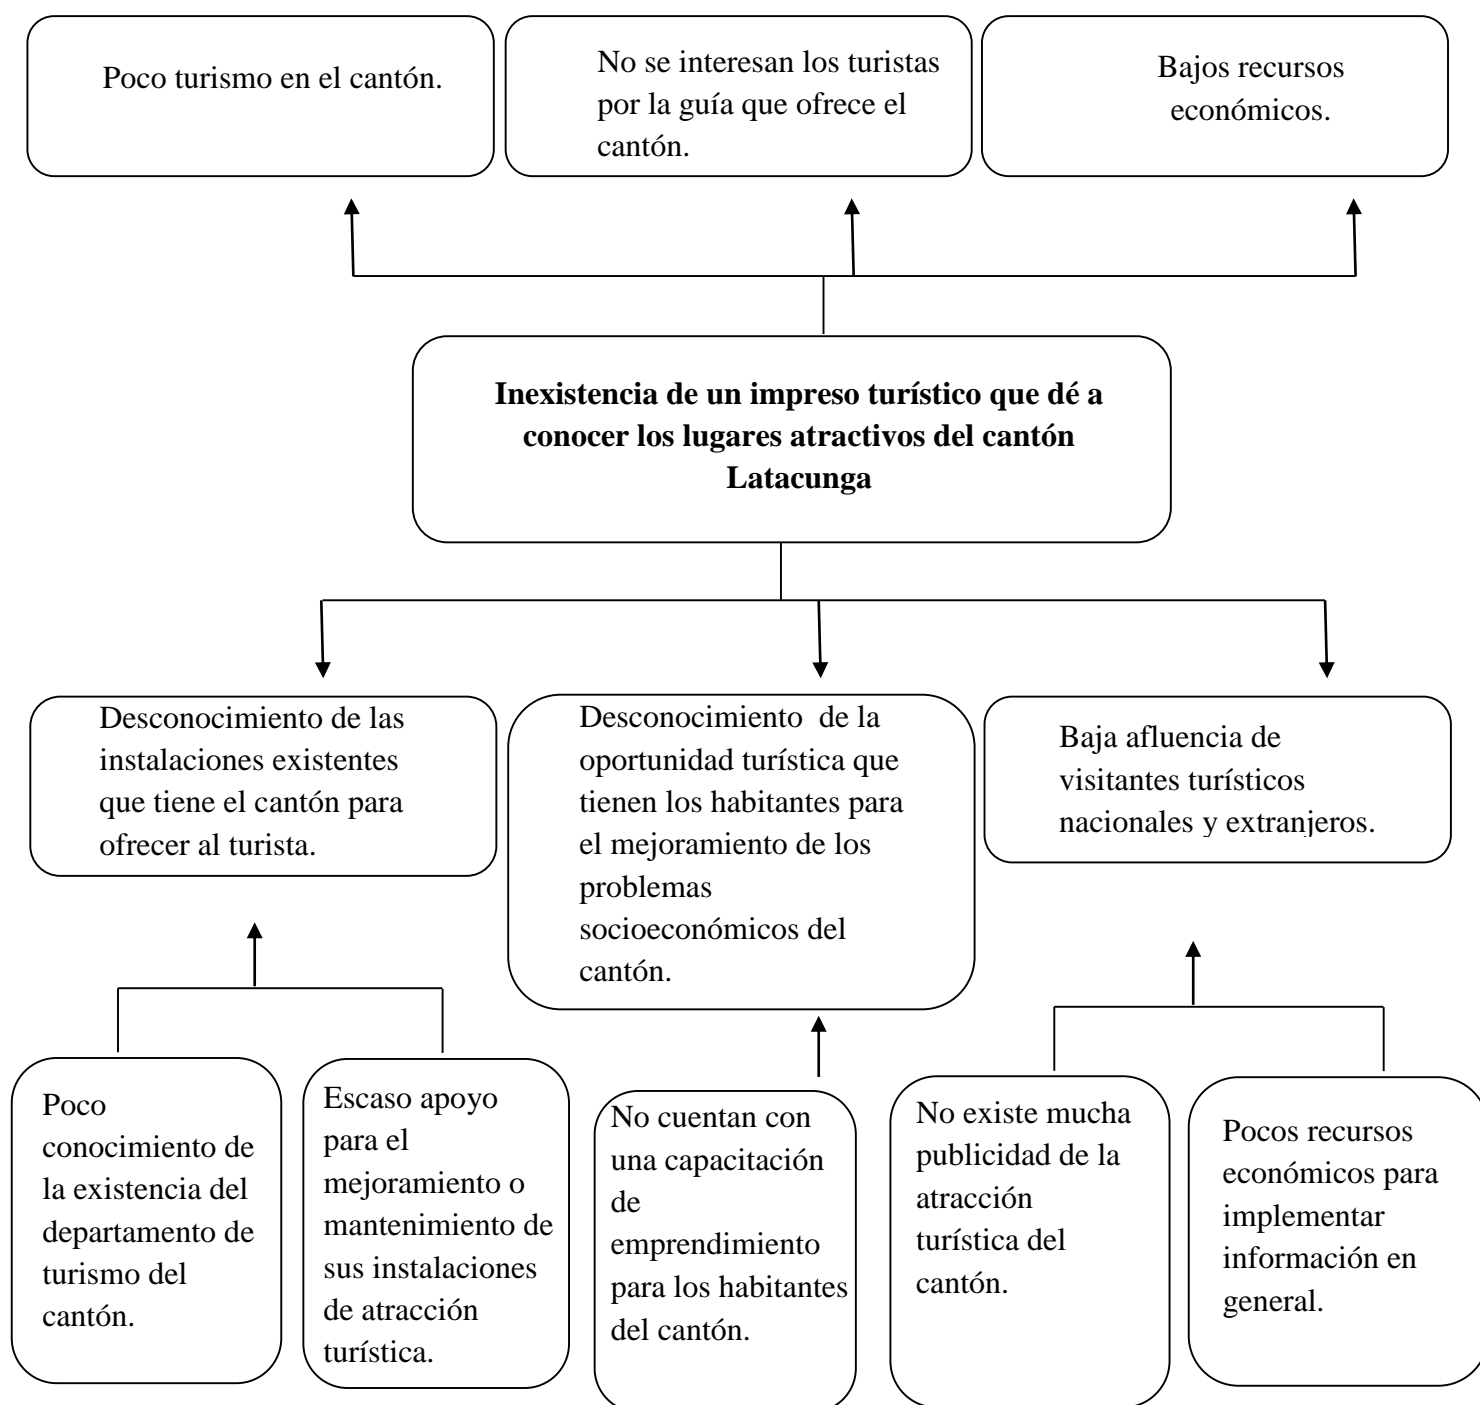 Poco turismo en el cantón.
No se interesan los turistas
por la guía que ofrece el
cantón.
Bajos recursos
económicos.
Inexistencia de un impreso turístico que dé a
conocer los lugares atractivos del cantón
Latacunga
Desconocimiento de las
instalaciones existentes
que tiene el cantón para
ofrecer al turista.
Desconocimiento  de la
oportunidad turística que
tienen los habitantes para
el mejoramiento de los
problemas
socioeconómicos del
cantón.
Baja afluencia de
visitantes turísticos
nacionales y extranjeros.
Poco
conocimiento de
la existencia del
departamento de
turismo del
cantón.
Escaso apoyo
para el
mejoramiento o
mantenimiento de
sus instalaciones
de atracción
turística.
No cuentan con
una capacitación
de
emprendimiento
para los habitantes
del cantón.
No existe mucha
publicidad de la
atracción
turística del
cantón.
Pocos recursos
económicos para
implementar
información en
general.